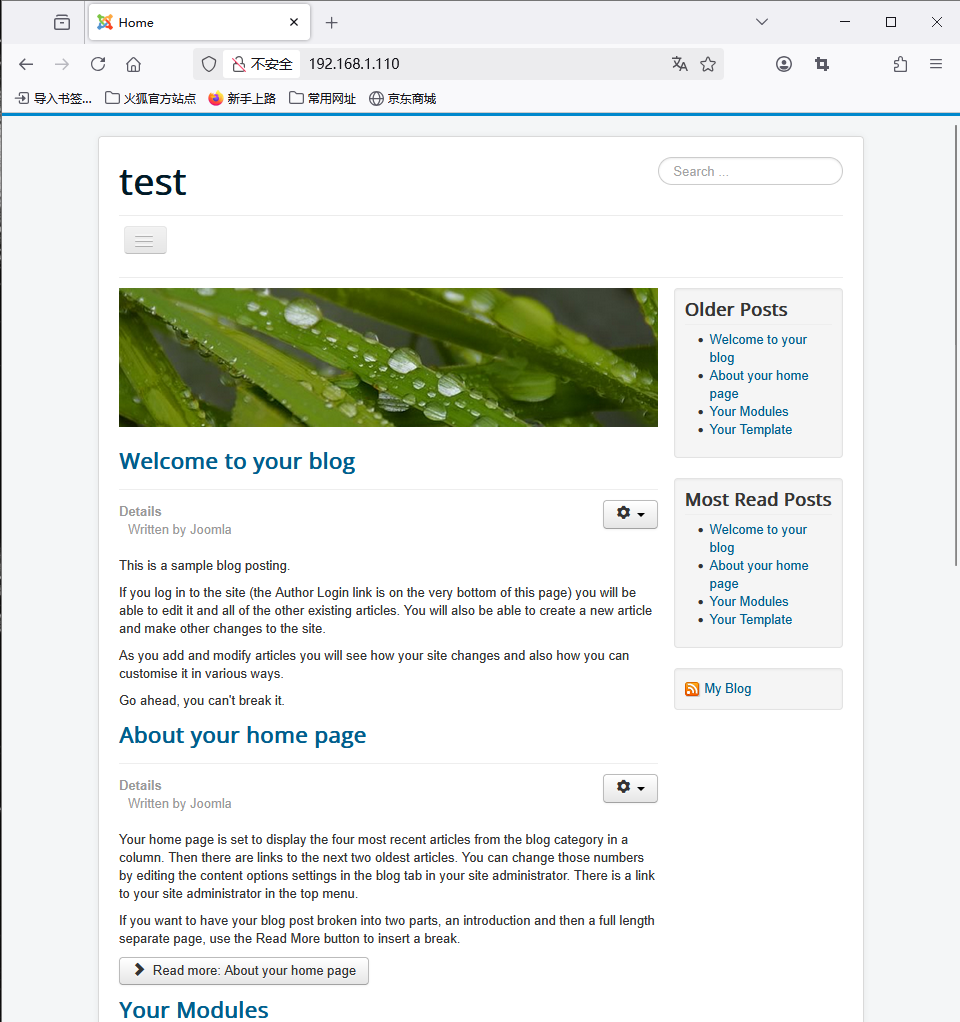 Home
不安全
192.168.1.110
导入书签...
火狐官方站点
新手上路
常用网址
京东商城
test
Search ...
Older Posts
Welcome to your
blog
About your home
page
Your Modules
Your Template
Welcome to your blog
Details
Written by Joomla
This is a sample blog posting.
If you log in to the site (the Author Login link is on the very bottom of this page) you will be
able to edit it and all of the other existing articles. You will also be able to create a new article
and make other changes to the site.
As you add and modify articles you will see how your site changes and also how you can
customise it in various ways.
Go ahead, you can't break it.
Most Read Posts
Welcome to your
blog
About your home
page
Your Modules
Your Template
My Blog
About your home page
Details
Written by Joomla
Your home page is set to display the four most recent articles from the blog category in a
column. Then there are links to the next two oldest articles. You can change those numbers
by editing the content options settings in the blog tab in your site administrator. There is a link
to your site administrator in the top menu.
If you want to have your blog post broken into two parts, an introduction and then a full length
separate page, use the Read More button to insert a break.
Read more: About your home page
Your Modules